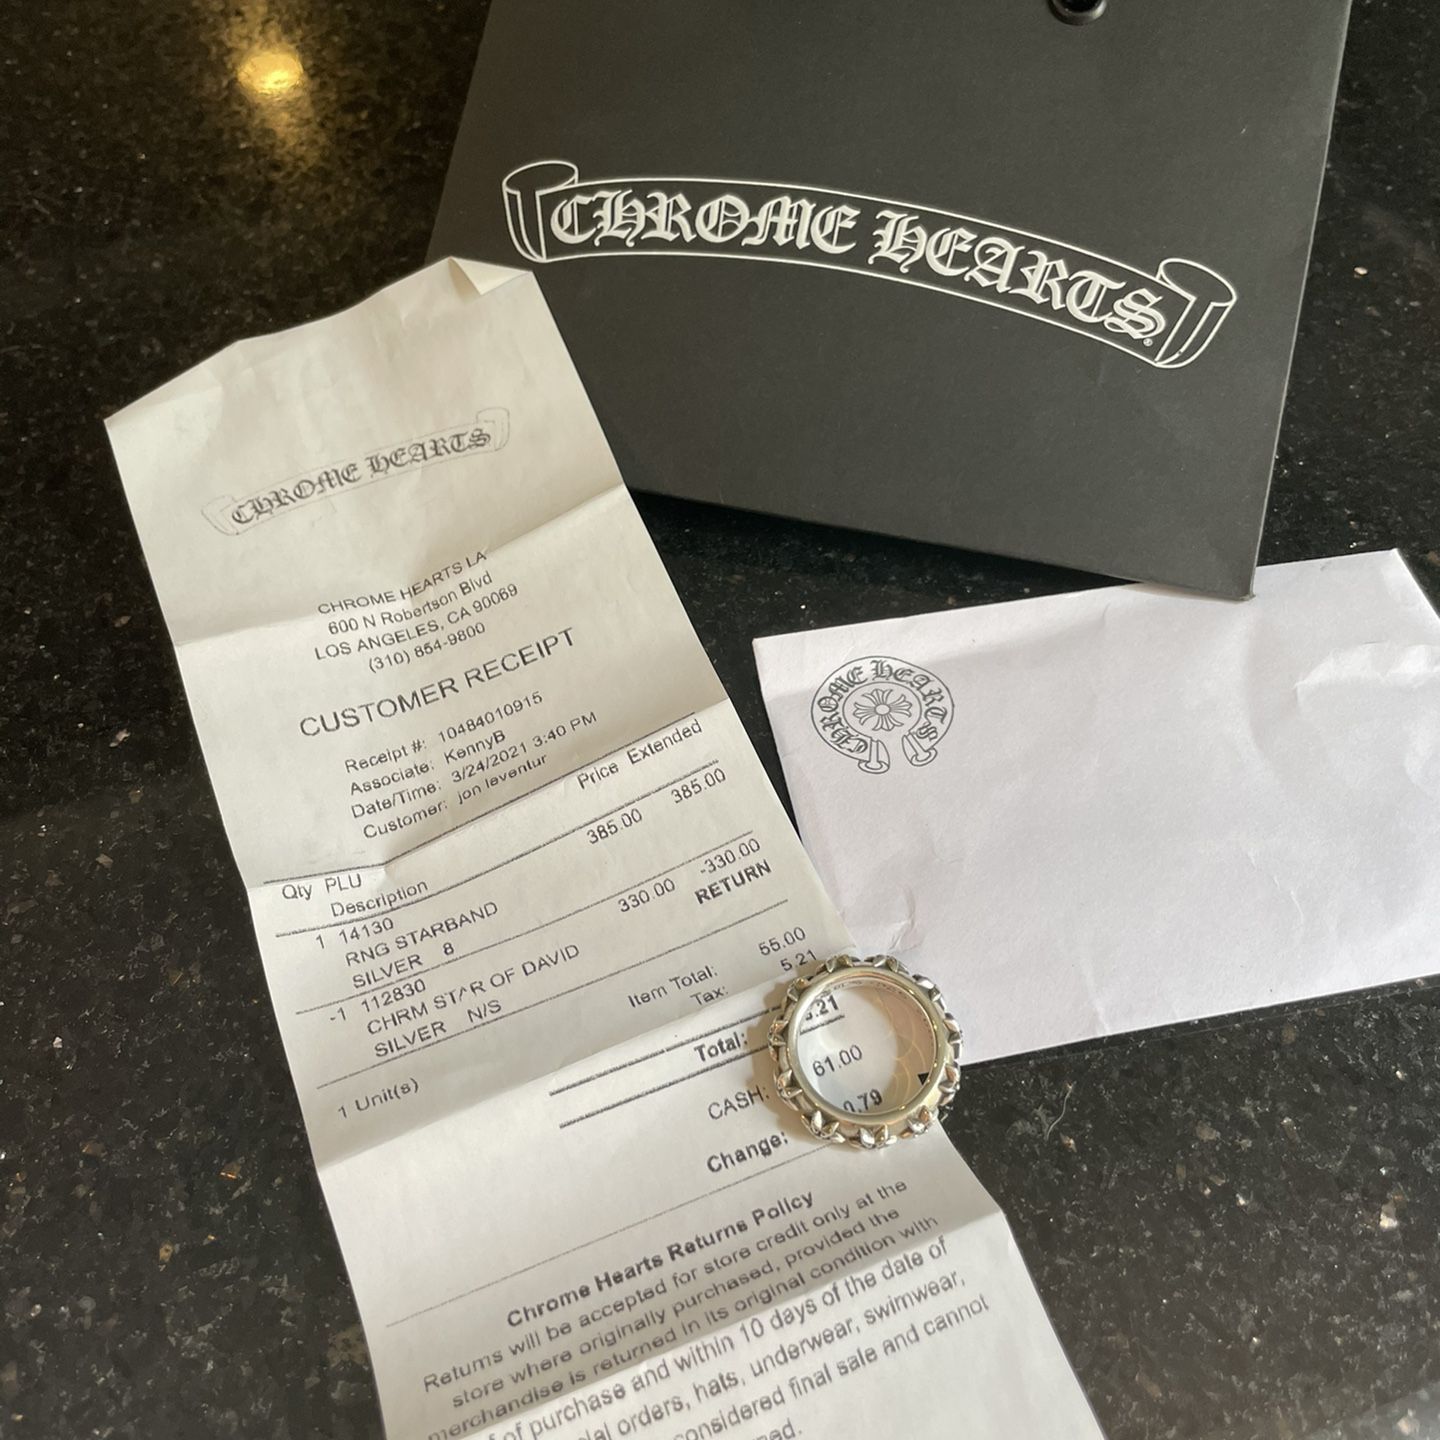 CHROME HEARTS
CHROME HEARTS
CHROME HEARTS LA
600 N Robertson Blvd
LOS ANGELES, CA 90069
(310) 854-9800
CUSTOMER RECEIPT
Receipt #: 10484010915
Associate: KennyB
Date/Time: 3/24/2021 3:40 PM
Customer: jon leventur
Qty PLU Price Extended
Description
1 14130 385.00 385.00
RNG STARBAND
SILVER 8
-1 112830 330.00 -330.00
CHRM STAR OF DAVID RETURN
SILVER N/S
1 Unit(s) Item Total: 55.00
Tax: 5.21
Total: .21
CASH: 61.00
Change: 0.79
Chrome Hearts Returns Policy
Returns will be accepted for store credit only at the
store where originally purchased, provided the
merchandise is returned in its original condition with
of purchase and within 10 days of the date of
orders, hats, underwear, swimwear,
considered final sale and cannot
CHROME HEARTS